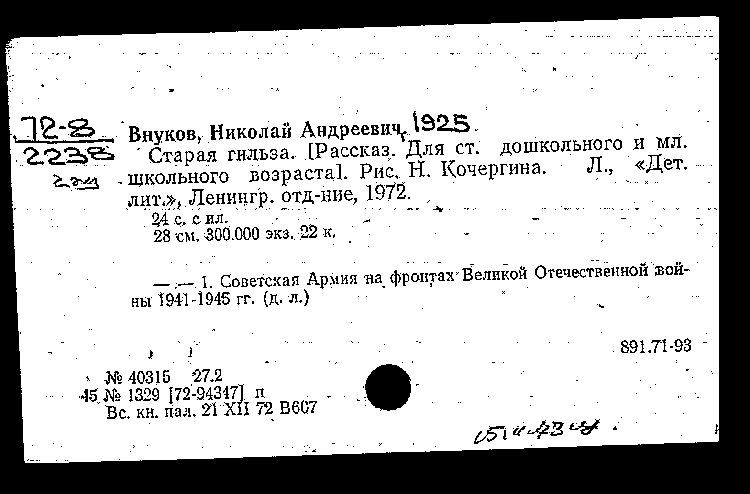 72-8
2238
Внуков, Николай Андреевич, 1925
Старая гильза. [Рассказ. Для ст. дошкольного и мл.
школьного возраста]. Рис. Н. Кочергина. Л., «Дет.
лит.», Ленингр. отд-ние, 1972.
24 с. с ил.
28 см. 300.000 экз. 22 к.
— — 1. Советская Армия на фронтах Великой Отечественной вой-
ны 1941-1945 гг. (д. л.)
891.71-93
№ 40315 27.2
15 № 1329 [72-94347] п
Вс. кн. пал. 21 XII 72 В607